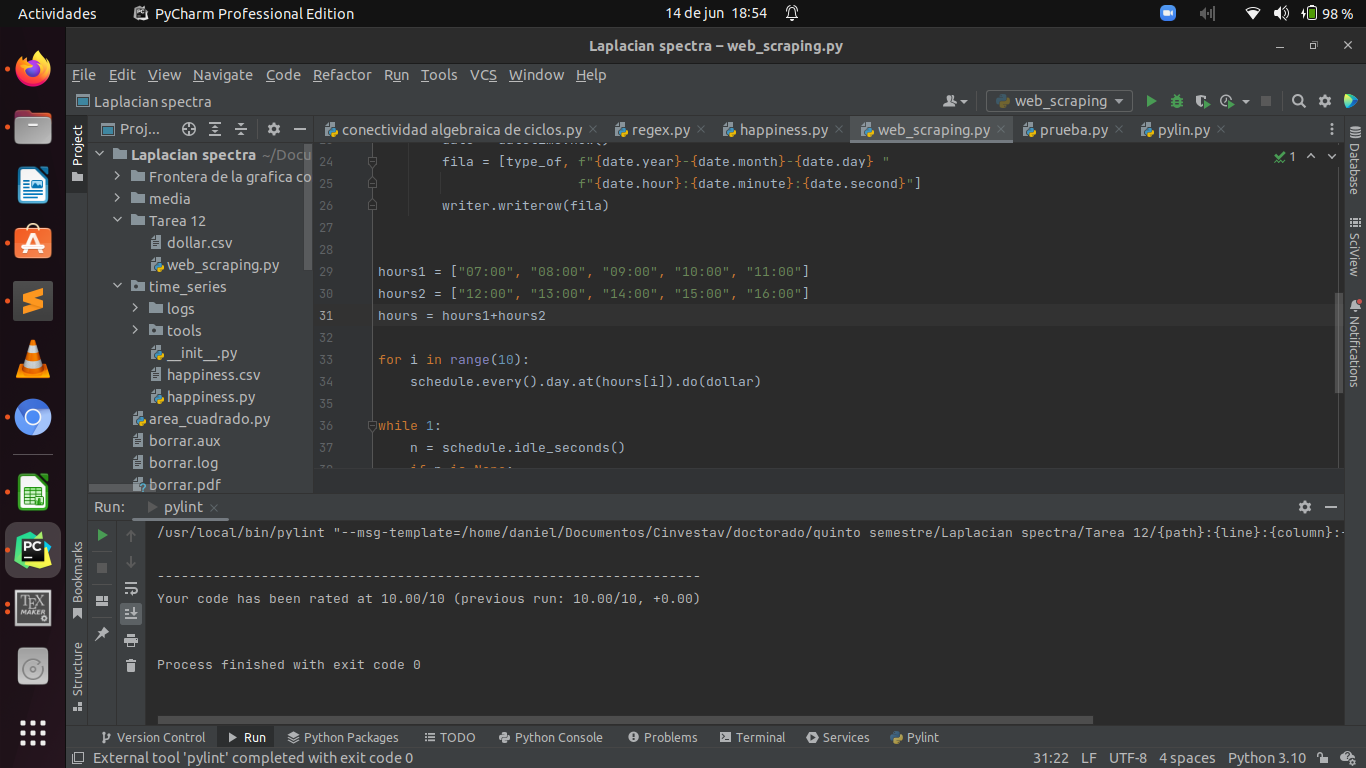 Actividades
PyCharm Professional Edition
14 de jun 18:54
98 %
Laplacian spectra – web_scraping.py
File Edit View Navigate Code Refactor Run Tools VCS Window Help
Laplacian spectra
web_scraping
Project
Proj...
conectividad algebraica de ciclos.py
regex.py
happiness.py
web_scraping.py
prueba.py
pylin.py
Laplacian spectra ~/Docu
Frontera de la grafica co
media
Tarea 12
dollar.csv
web_scraping.py
time_series
logs
tools
__init__.py
happiness.csv
happiness.py
area_cuadrado.py
borrar.aux
borrar.log
borrar.pdf
24 fila = [type_of, f"{date.year}-{date.month}-{date.day} "
25 f"{date.hour}:{date.minute}:{date.second}"]
26 writer.writerow(fila)
27
28
29 hours1 = ["07:00", "08:00", "09:00", "10:00", "11:00"]
30 hours2 = ["12:00", "13:00", "14:00", "15:00", "16:00"]
31 hours = hours1+hours2
32
33 for i in range(10):
34 schedule.every().day.at(hours[i]).do(dollar)
35
36 while 1:
37 n = schedule.idle_seconds()
1
Database
SciView
Notifications
Run: pylint
/usr/local/bin/pylint "--msg-template=/home/daniel/Documentos/Cinvestav/doctorado/quinto semestre/Laplacian spectra/Tarea 12/{path}:{line}:{column}:
--------------------------------------------------------------------
Your code has been rated at 10.00/10 (previous run: 10.00/10, +0.00)
Process finished with exit code 0
Bookmarks
Structure
Version Control Run Python Packages TODO Python Console Problems Terminal Services Pylint
External tool 'pylint' completed with exit code 0
31:22 LF UTF-8 4 spaces Python 3.10